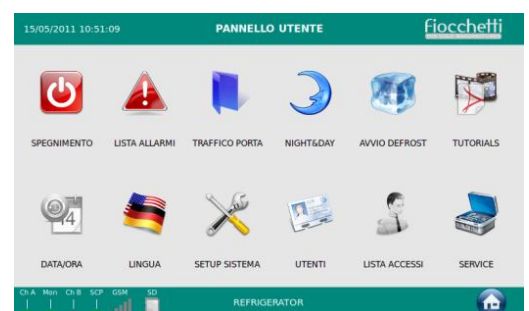 15/05/2011 10:51:09 PANNELLO UTENTE fiocchetti
SPEGNIMENTO LISTA ALLARMI TRAFFICO PORTA NIGHT&DAY AVVIO DEFROST TUTORIALS
DATA/ORA LINGUA SETUP SISTEMA UTENTI LISTA ACCESSI SERVICE
Ch A Mon Ch B SCP GSM SD
REFRIGERATOR